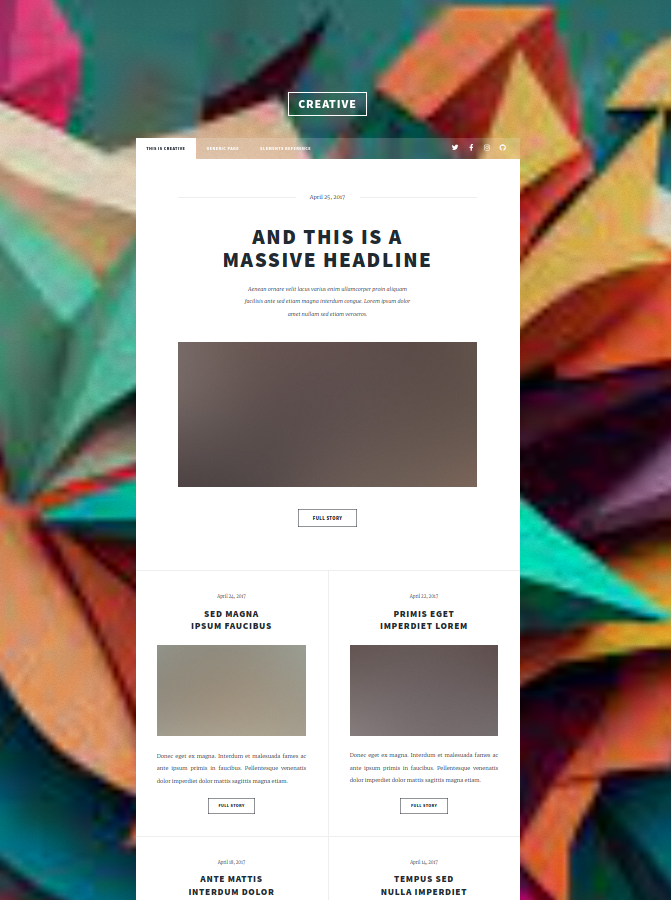 CREATIVE
THIS IS CREATIVE
GENERIC PAGE
ELEMENTS REFERENCE
April 25, 2017
AND THIS IS A
MASSIVE HEADLINE
Aenean ornare velit lacus varius enim ullamcorper proin aliquam
facilisis ante sed etiam magna interdum congue. Lorem ipsum dolor
amet nullam sed etiam veroeros.
FULL STORY
April 24, 2017
SED MAGNA
IPSUM FAUCIBUS
Donec eget ex magna. Interdum et malesuada fames ac
ante ipsum primis in faucibus. Pellentesque venenatis
dolor imperdiet dolor mattis sagittis magna etiam.
FULL STORY
April 22, 2017
PRIMIS EGET
IMPERDIET LOREM
Donec eget ex magna. Interdum et malesuada fames ac
ante ipsum primis in faucibus. Pellentesque venenatis
dolor imperdiet dolor mattis sagittis magna etiam.
FULL STORY
April 18, 2017
ANTE MATTIS
INTERDUM DOLOR
April 14, 2017
TEMPUS SED
NULLA IMPERDIET